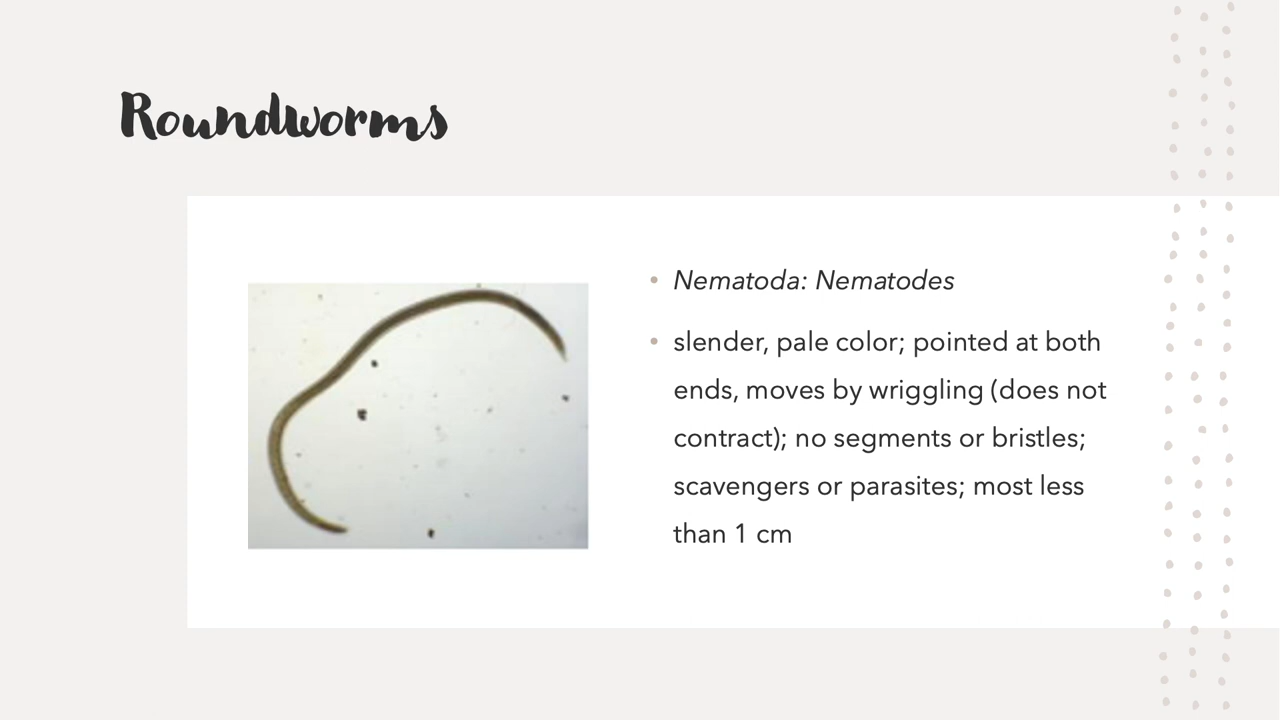 Roundworms
• Nematoda: Nematodes
• slender, pale color; pointed at both
ends, moves by wriggling (does not
contract); no segments or bristles;
scavengers or parasites; most less
than 1 cm